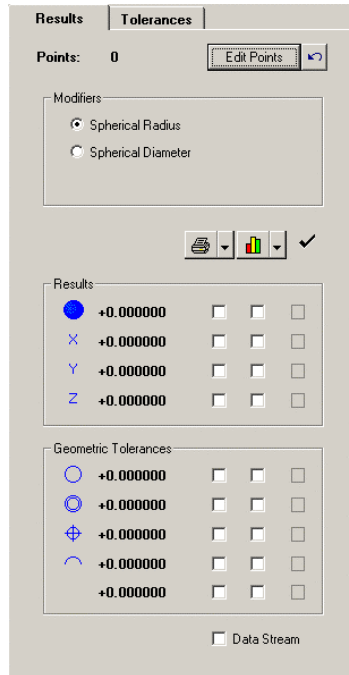 Results Tolerances
Points: 0 Edit Points
Modifiers
Spherical Radius
Spherical Diameter
Results
+0.000000
X +0.000000
Y +0.000000
Z +0.000000
Geometric Tolerances
+0.000000
+0.000000
+0.000000
+0.000000
+0.000000
Data Stream